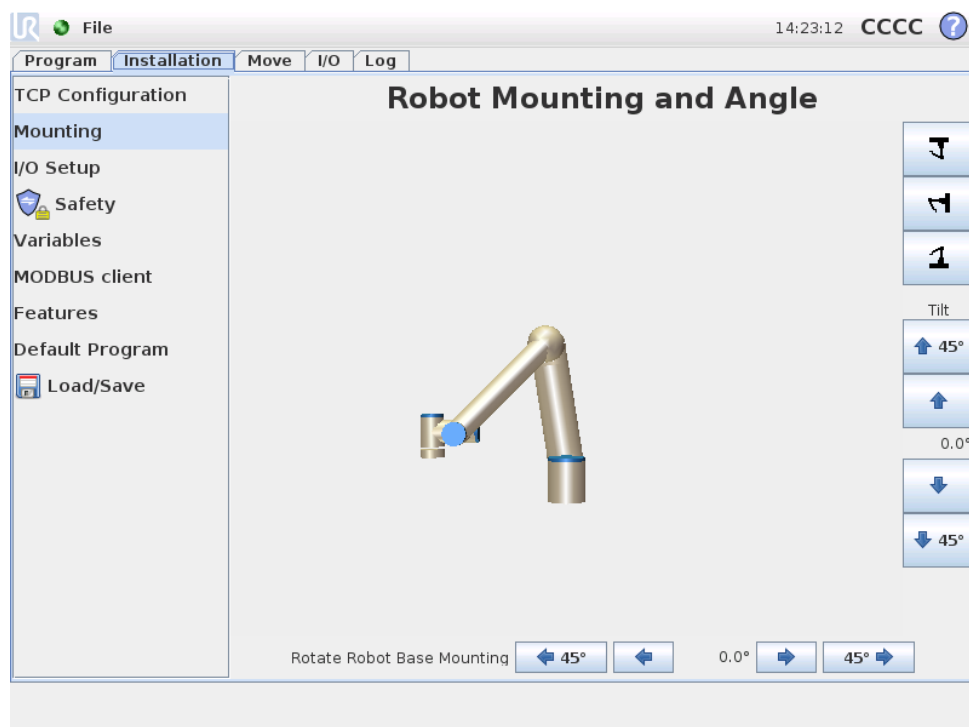 UR File 14:23:12 CCCC ?
Program Installation Move I/O Log
TCP Configuration
Mounting
I/O Setup
Safety
Variables
MODBUS client
Features
Default Program
Load/Save
Robot Mounting and Angle
Tilt
45°
0.0°
45°
Rotate Robot Base Mounting 45° 0.0° 45°